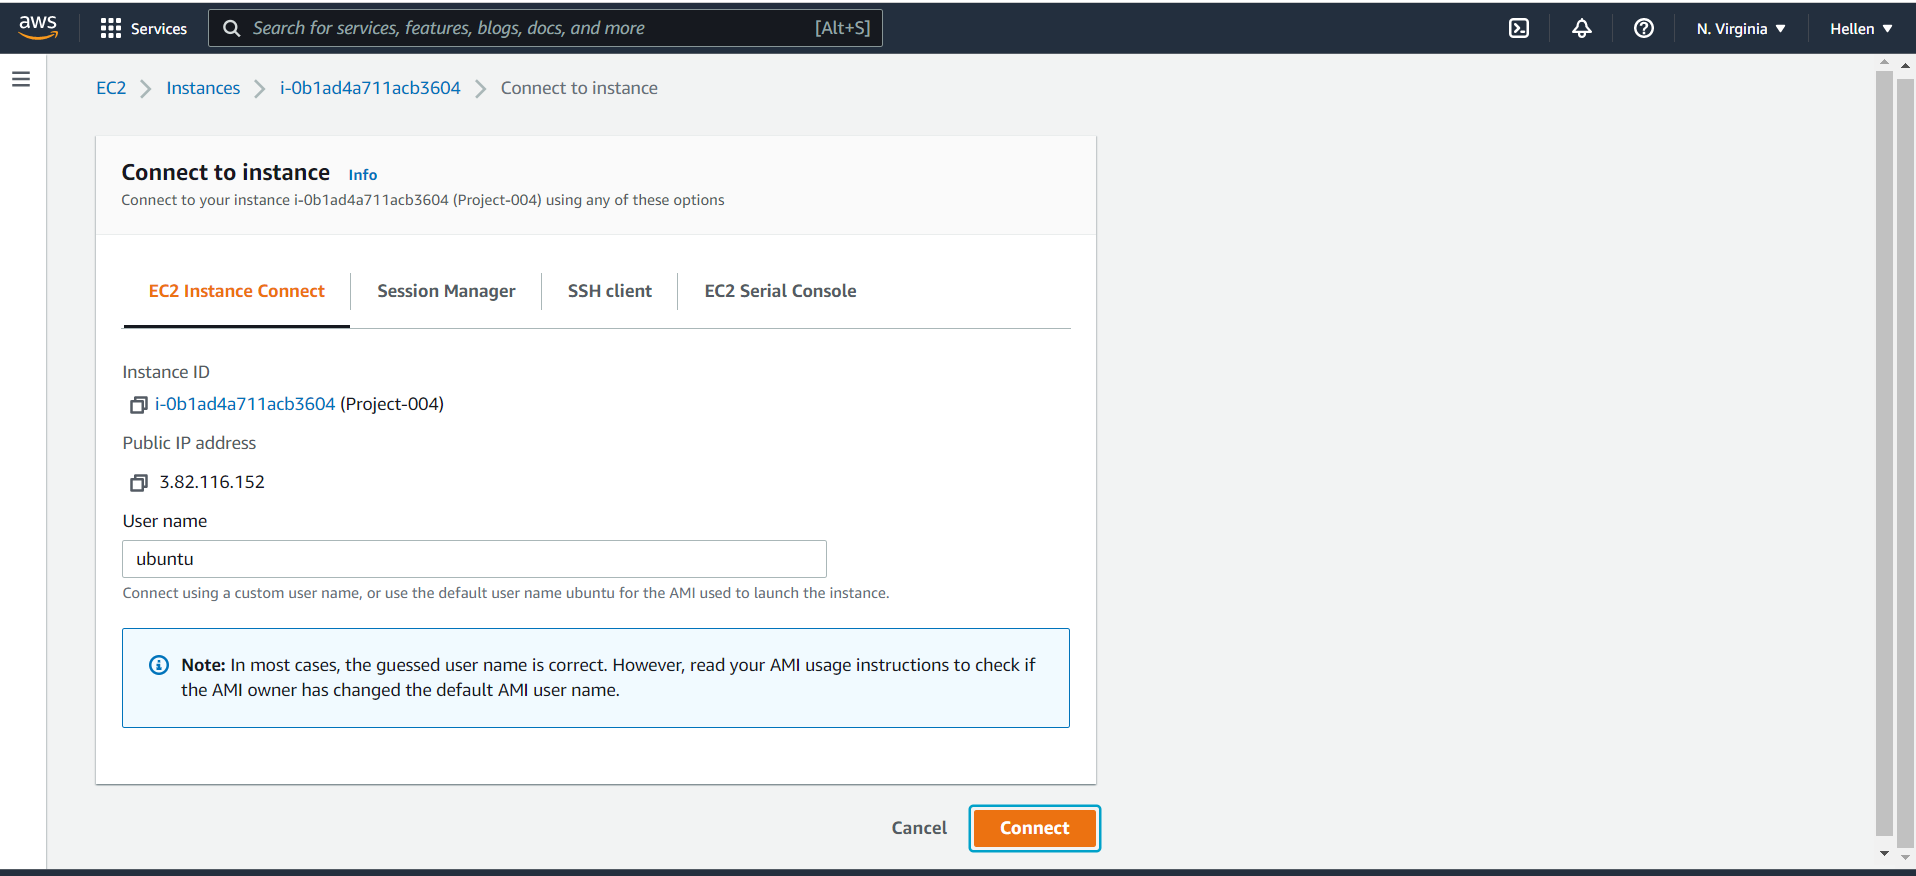 aws
Services
Search for services, features, blogs, docs, and more [Alt+S]
N. Virginia
Hellen
EC2 Instances i-0b1ad4a711acb3604 Connect to instance
Connect to instance Info
Connect to your instance i-0b1ad4a711acb3604 (Project-004) using any of these options
EC2 Instance Connect Session Manager SSH client EC2 Serial Console
Instance ID
i-0b1ad4a711acb3604 (Project-004)
Public IP address
3.82.116.152
User name
ubuntu
Connect using a custom user name, or use the default user name ubuntu for the AMI used to launch the instance.
Note: In most cases, the guessed user name is correct. However, read your AMI usage instructions to check if
the AMI owner has changed the default AMI user name.
Cancel Connect